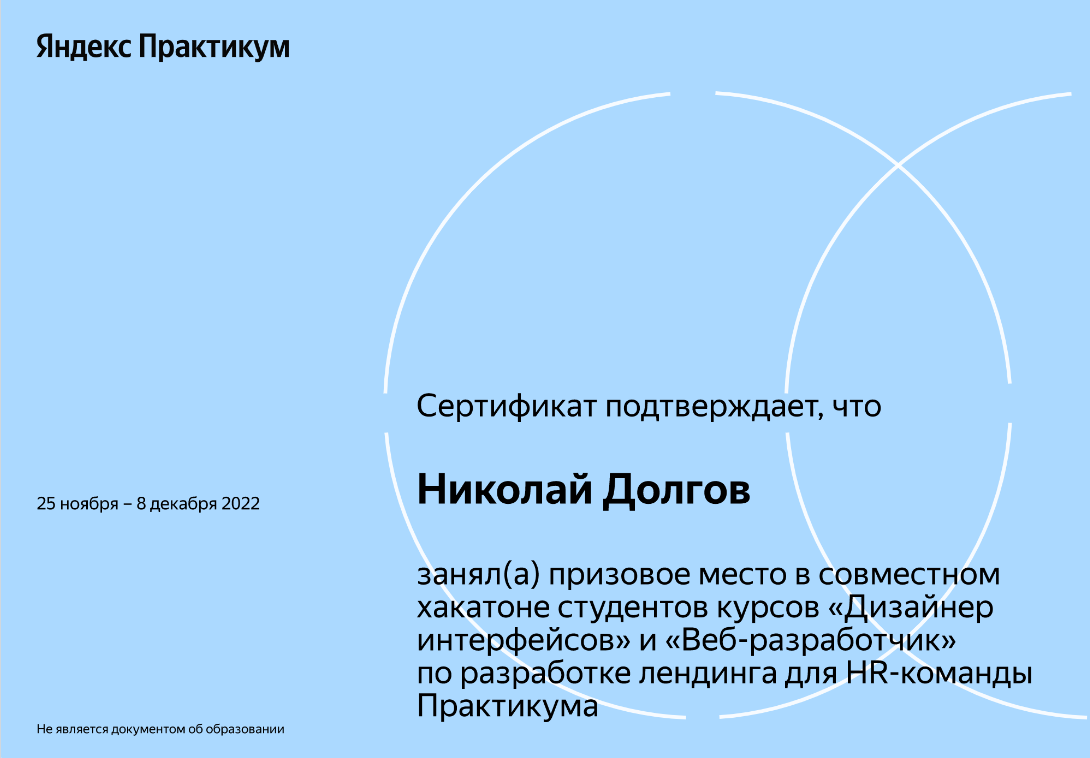 Яндекс Практикум
Сертификат подтверждает, что
Николай Долгов
25 ноября – 8 декабря 2022
занял(а) призовое место в совместном
хакатоне студентов курсов «Дизайнер
интерфейсов» и «Веб-разработчик»
по разработке лендинга для HR-команды
Практикума
Не является документом об образовании